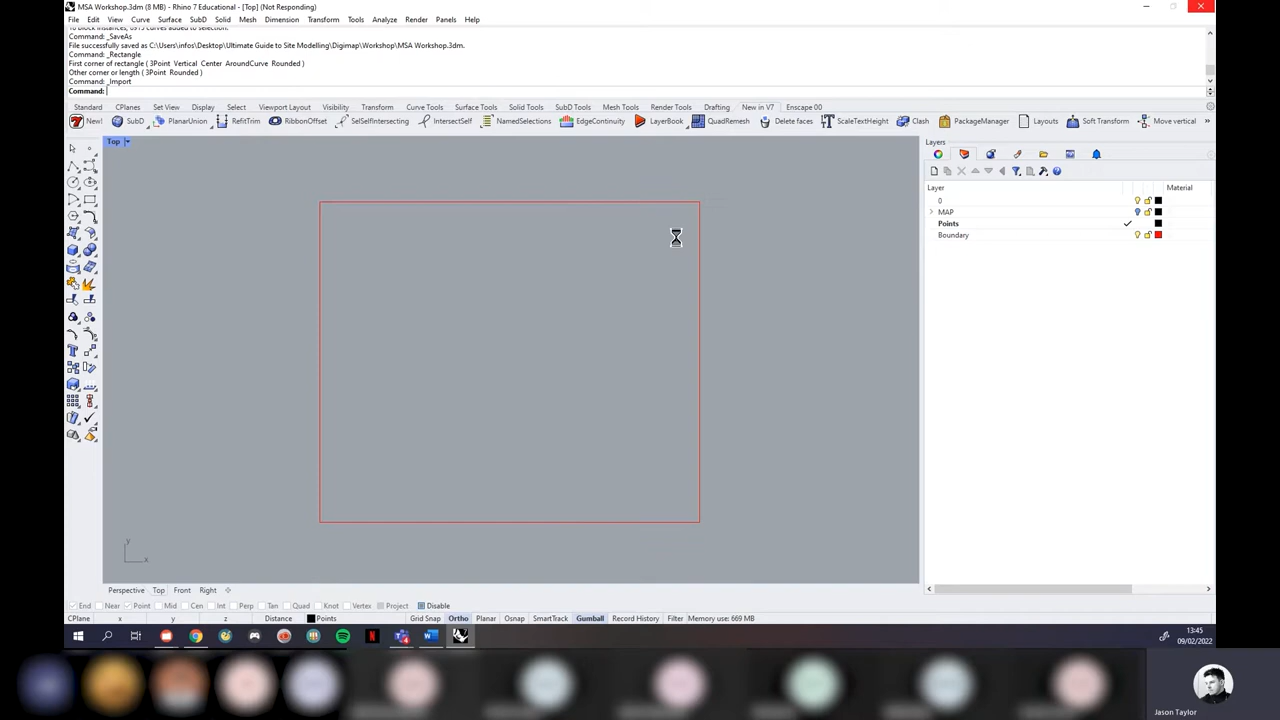 MSA Workshop.3dm (8 MB) - Rhino 7 Educational - [Top] (Not Responding)
File Edit View Curve Surface SubD Solid Mesh Dimension Transform Tools Analyze Render Panels Help
Command: _SaveAs
File successfully saved as C:\Users\infos\Desktop\Ultimate Guide to Site Modelling\Digimap\Workshop\MSA Workshop.3dm.
Command: _Rectangle
First corner of rectangle ( 3Point Vertical Center AroundCurve Rounded )
Other corner or length ( 3Point Rounded )
Command: _Import
Command:
Standard CPlanes Set View Display Select Viewport Layout Visibility Transform Curve Tools Surface Tools Solid Tools SubD Tools Mesh Tools Render Tools Drafting New in V7 Enscape 00
New! SubD PlanarUnion RefitTrim RibbonOffset SelSelfIntersecting IntersectSelf NamedSelections EdgeContinuity LayerBook QuadRemesh Delete faces ScaleTextHeight Clash PackageManager Layouts Soft Transform Move vertical »
Top
Layers
Layer Material
0
MAP
Points
Boundary
y
x
Perspective Top Front Right
End Near Point Mid Cen Int Perp Tan Quad Knot Vertex Project Disable
CPlane x y z Distance Points Grid Snap Ortho Planar Osnap SmartTrack Gumball Record History Filter Memory use: 669 MB
13:45
09/02/2022
Jason Taylor